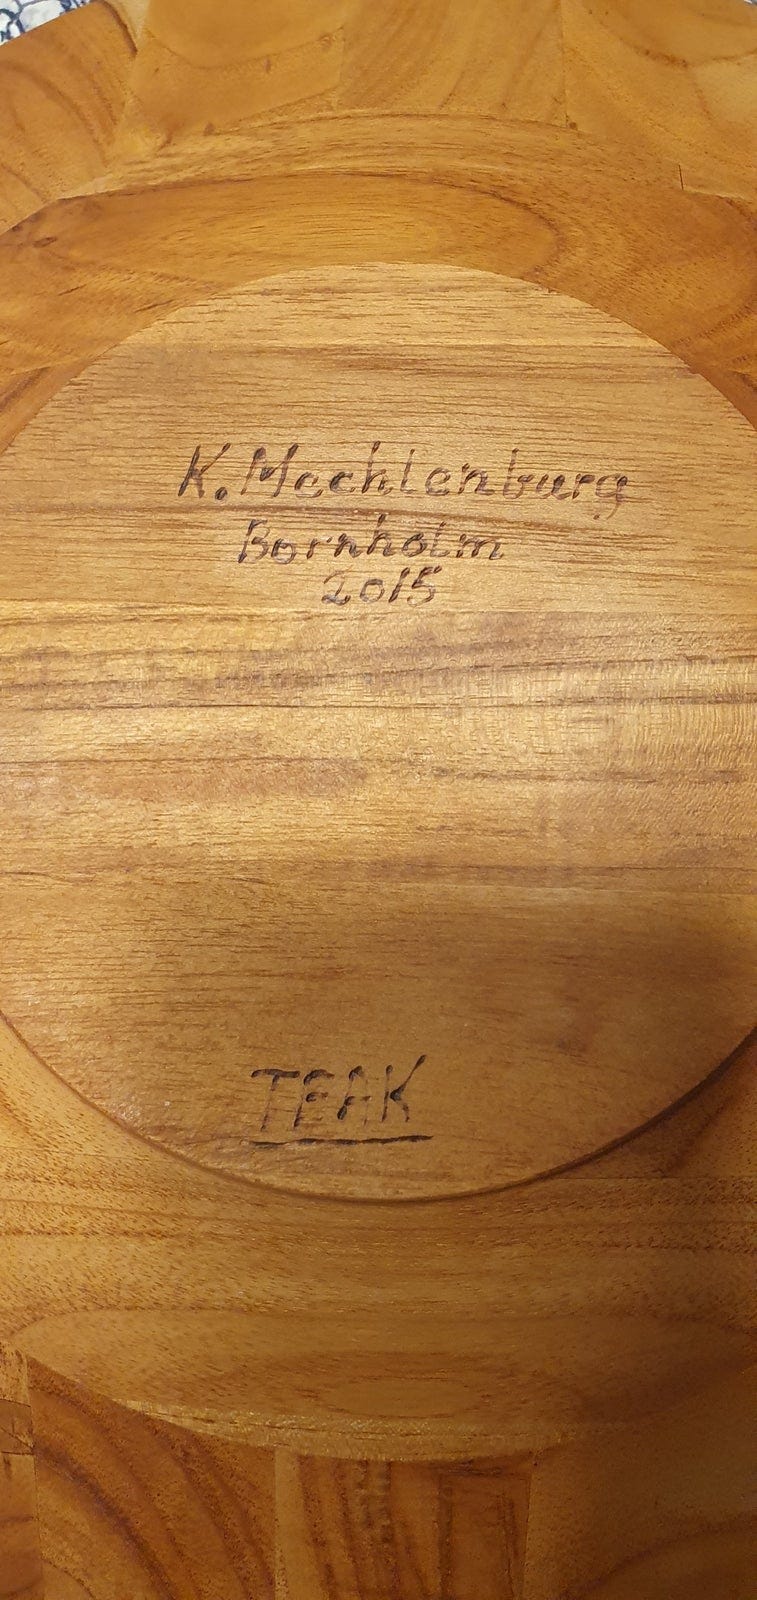 K. Mechlenburg
Bornholm
2015
TEAK